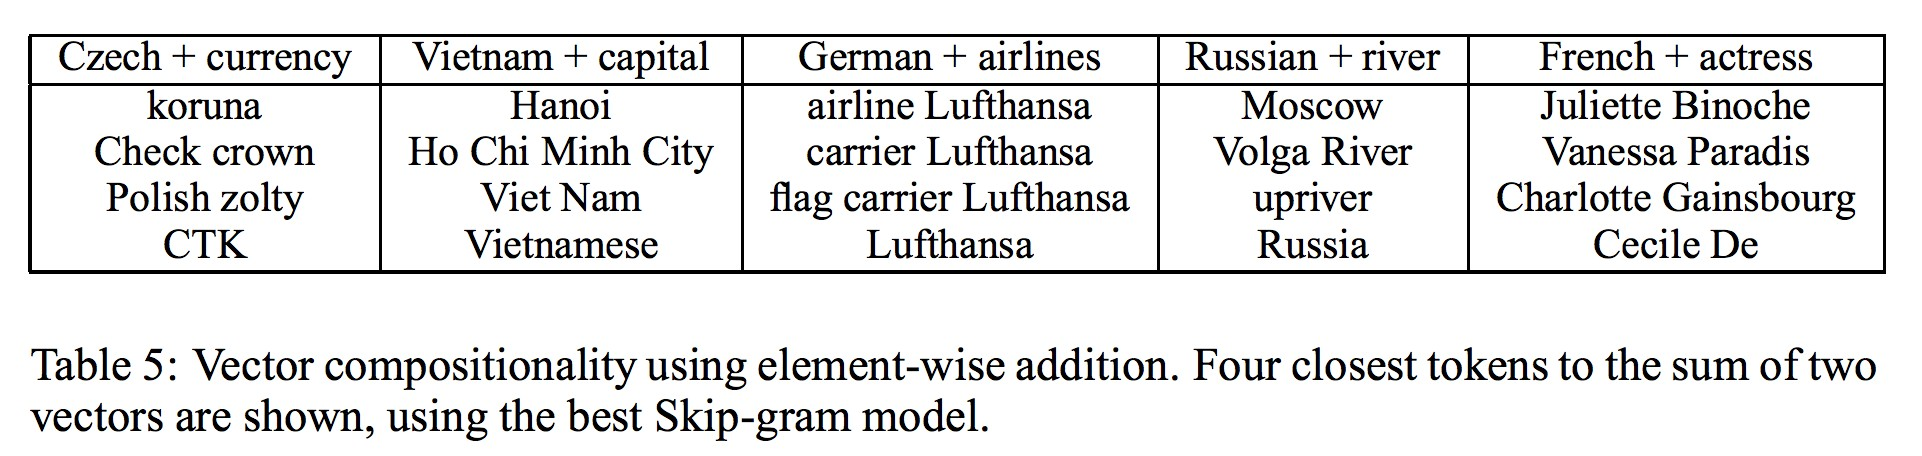 Czech + currency Vietnam + capital German + airlines Russian + river French + actress
koruna Hanoi airline Lufthansa Moscow Juliette Binoche
Check crown Ho Chi Minh City carrier Lufthansa Volga River Vanessa Paradis
Polish zolty Viet Nam flag carrier Lufthansa upriver Charlotte Gainsbourg
CTK Vietnamese Lufthansa Russia Cecile De
Table 5: Vector compositionality using element-wise addition. Four closest tokens to the sum of two
vectors are shown, using the best Skip-gram model.